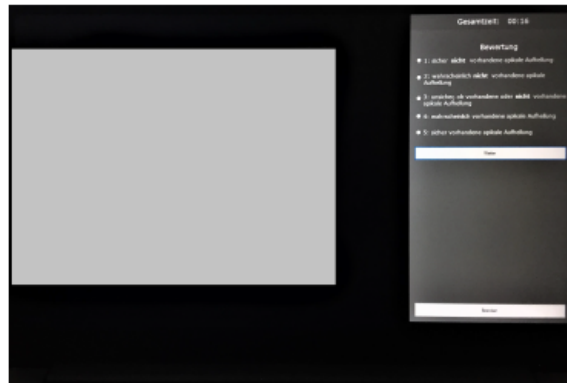 Gesamtzeit: 00:16
Bewertung
1: sicher nicht vorhandene apikale Aufhellung
2: wahrscheinlich nicht vorhandene apikale
Aufhellung
3: unsicher, ob vorhandene oder nicht vorhandene
apikale Aufhellung
4: wahrscheinlich vorhandene apikale Aufhellung
5: sicher vorhandene apikale Aufhellung